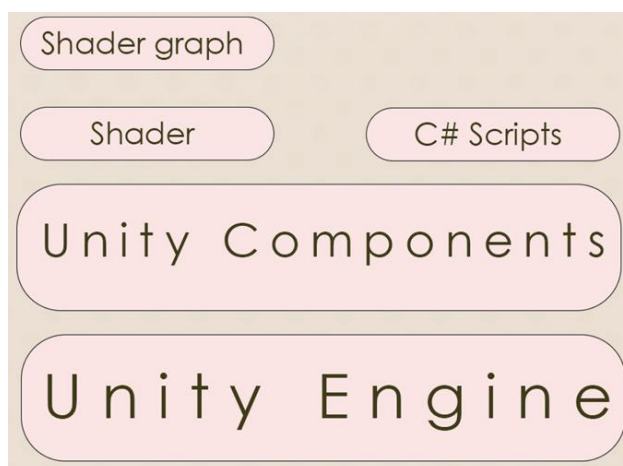 Shader graph
Shader
C# Scripts
Unity Components
Unity Engine